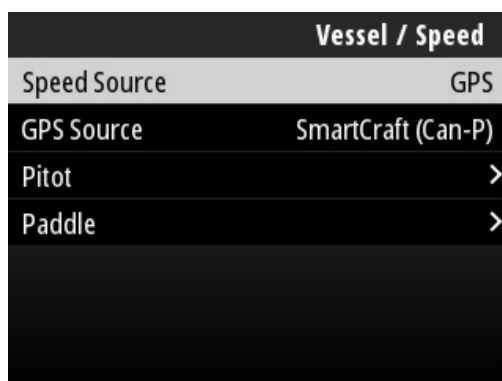 Vessel / Speed
Speed Source GPS
GPS Source SmartCraft (Can-P)
Pitot >
Paddle >